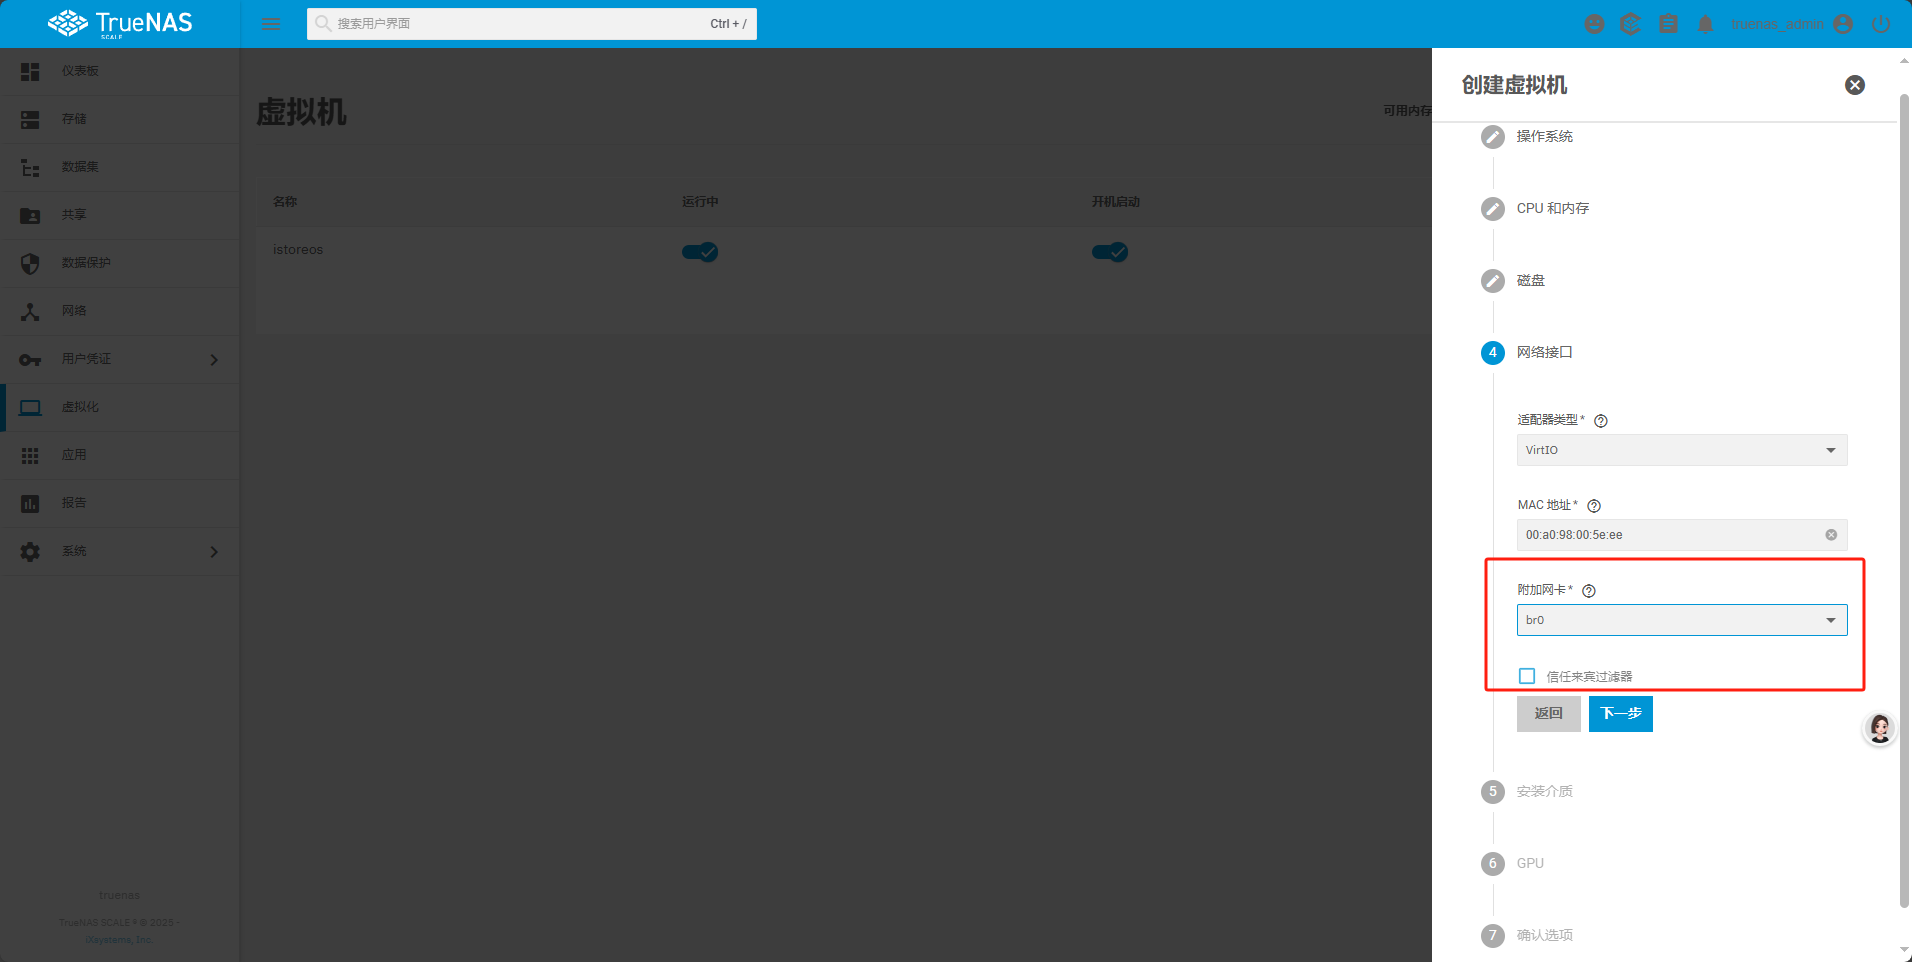 TrueNAS
SCALE
搜索用户界面
Ctrl + /
truenas_admin
仪表板
存储
数据集
共享
数据保护
网络
用户凭证
虚拟化
应用
报告
系统
truenas
TrueNAS SCALE ® © 2025 -
iXsystems, Inc.
虚拟机
可用内存
名称
运行中
开机启动
istoreos
创建虚拟机
操作系统
CPU 和内存
磁盘
4 网络接口
适配器类型 *
VirtIO
MAC 地址 *
00:a0:98:00:5e:ee
附加网卡 *
br0
信任来宾过滤器
返回
下一步
5 安装介质
6 GPU
7 确认选项